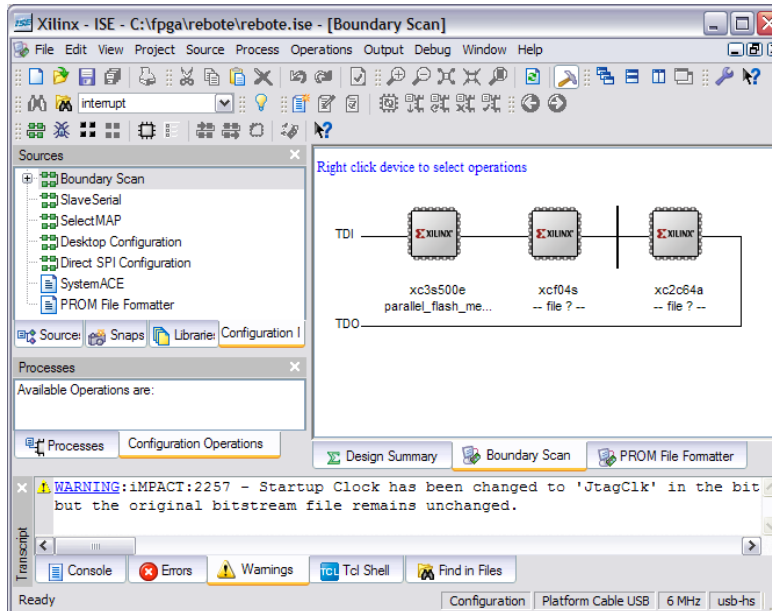 Xilinx - ISE - C:\fpga\rebote\rebote.ise - [Boundary Scan]
File Edit View Project Source Process Operations Output Debug Window Help
interrupt
Sources
Boundary Scan
SlaveSerial
SelectMAP
Desktop Configuration
Direct SPI Configuration
SystemACE
PROM File Formatter
Source: Snaps Librarie: Configuration I
Processes
Available Operations are:
Processes Configuration Operations
Right click device to select operations
TDI
XILINX XILINX XILINX
xc3s500e xcf04s xc2c64a
parallel_flash_me... -- file ? -- -- file ? --
TDO
Design Summary Boundary Scan PROM File Formatter
WARNING:iMPACT:2257 - Startup Clock has been changed to 'JtagClk' in the bit
but the original bitstream file remains unchanged.
Transcript
Console Errors Warnings Tcl Shell Find in Files
Ready Configuration Platform Cable USB 6 MHz usb-hs